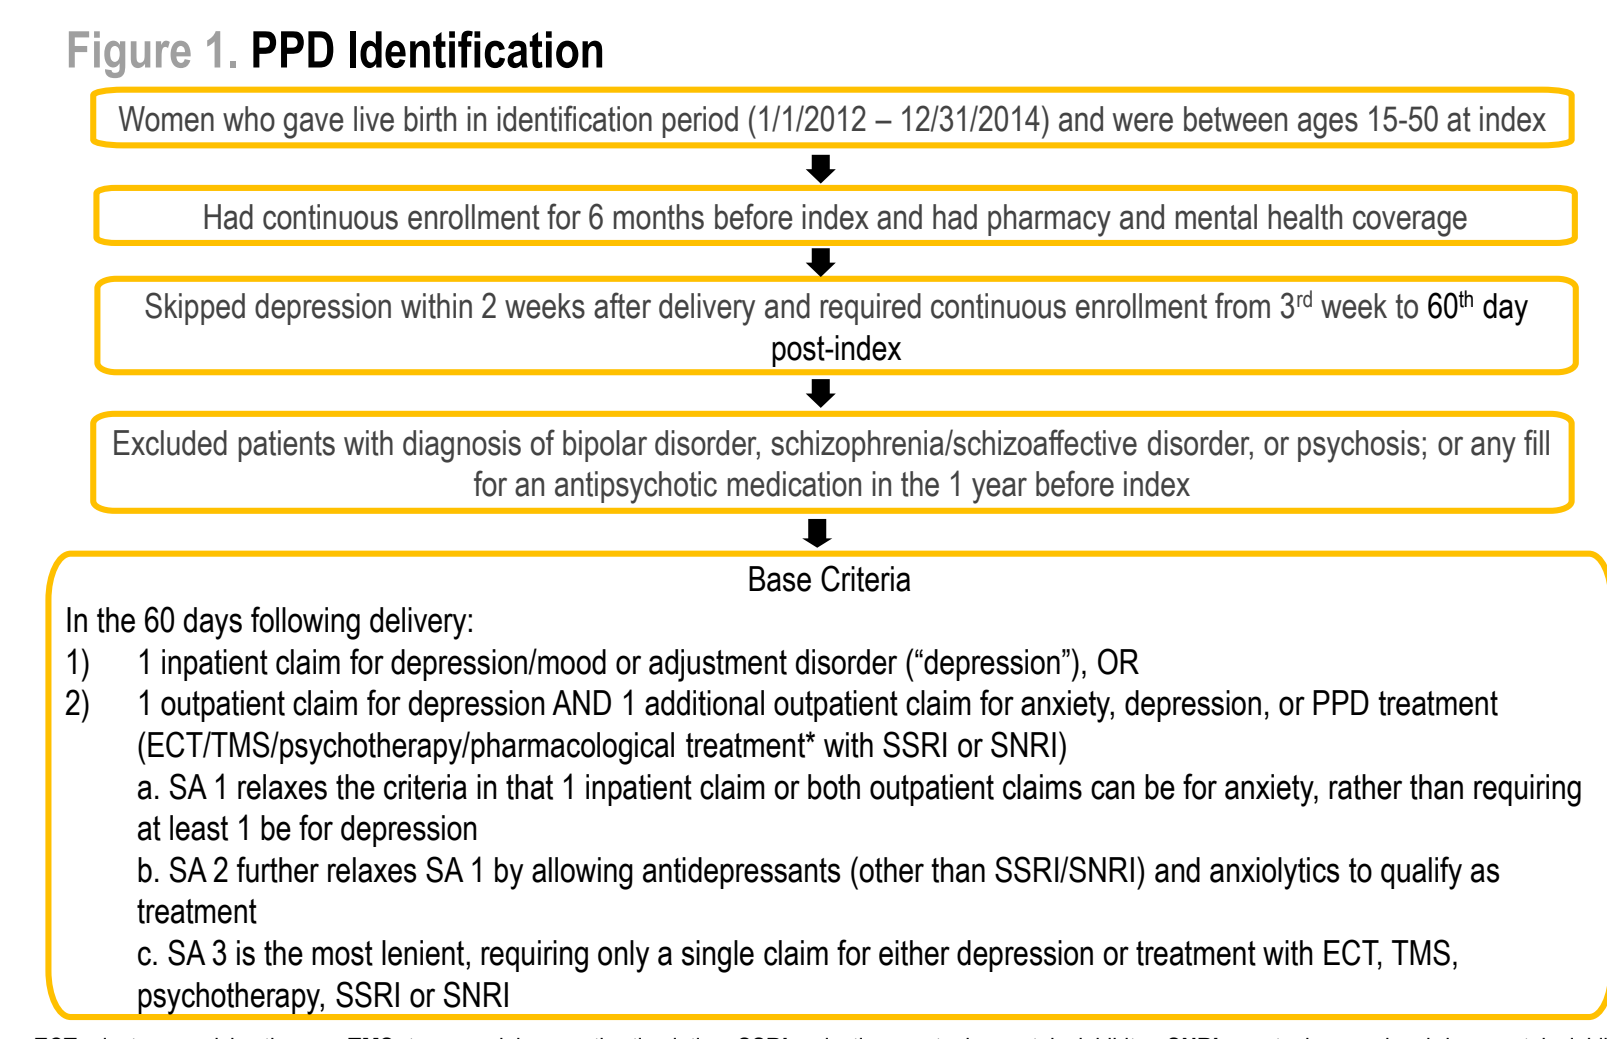 Figure 1. PPD Identification
Women who gave live birth in identification period (1/1/2012 – 12/31/2014) and were between ages 15-50 at index
Had continuous enrollment for 6 months before index and had pharmacy and mental health coverage
Skipped depression within 2 weeks after delivery and required continuous enrollment from 3rd week to 60th day
post-index
Excluded patients with diagnosis of bipolar disorder, schizophrenia/schizoaffective disorder, or psychosis; or any fill
for an antipsychotic medication in the 1 year before index
Base Criteria
In the 60 days following delivery:
1) 1 inpatient claim for depression/mood or adjustment disorder (“depression”), OR
2) 1 outpatient claim for depression AND 1 additional outpatient claim for anxiety, depression, or PPD treatment
(ECT/TMS/psychotherapy/pharmacological treatment* with SSRI or SNRI)
a. SA 1 relaxes the criteria in that 1 inpatient claim or both outpatient claims can be for anxiety, rather than requiring
at least 1 be for depression
b. SA 2 further relaxes SA 1 by allowing antidepressants (other than SSRI/SNRI) and anxiolytics to qualify as
treatment
c. SA 3 is the most lenient, requiring only a single claim for either depression or treatment with ECT, TMS,
psychotherapy, SSRI or SNRI